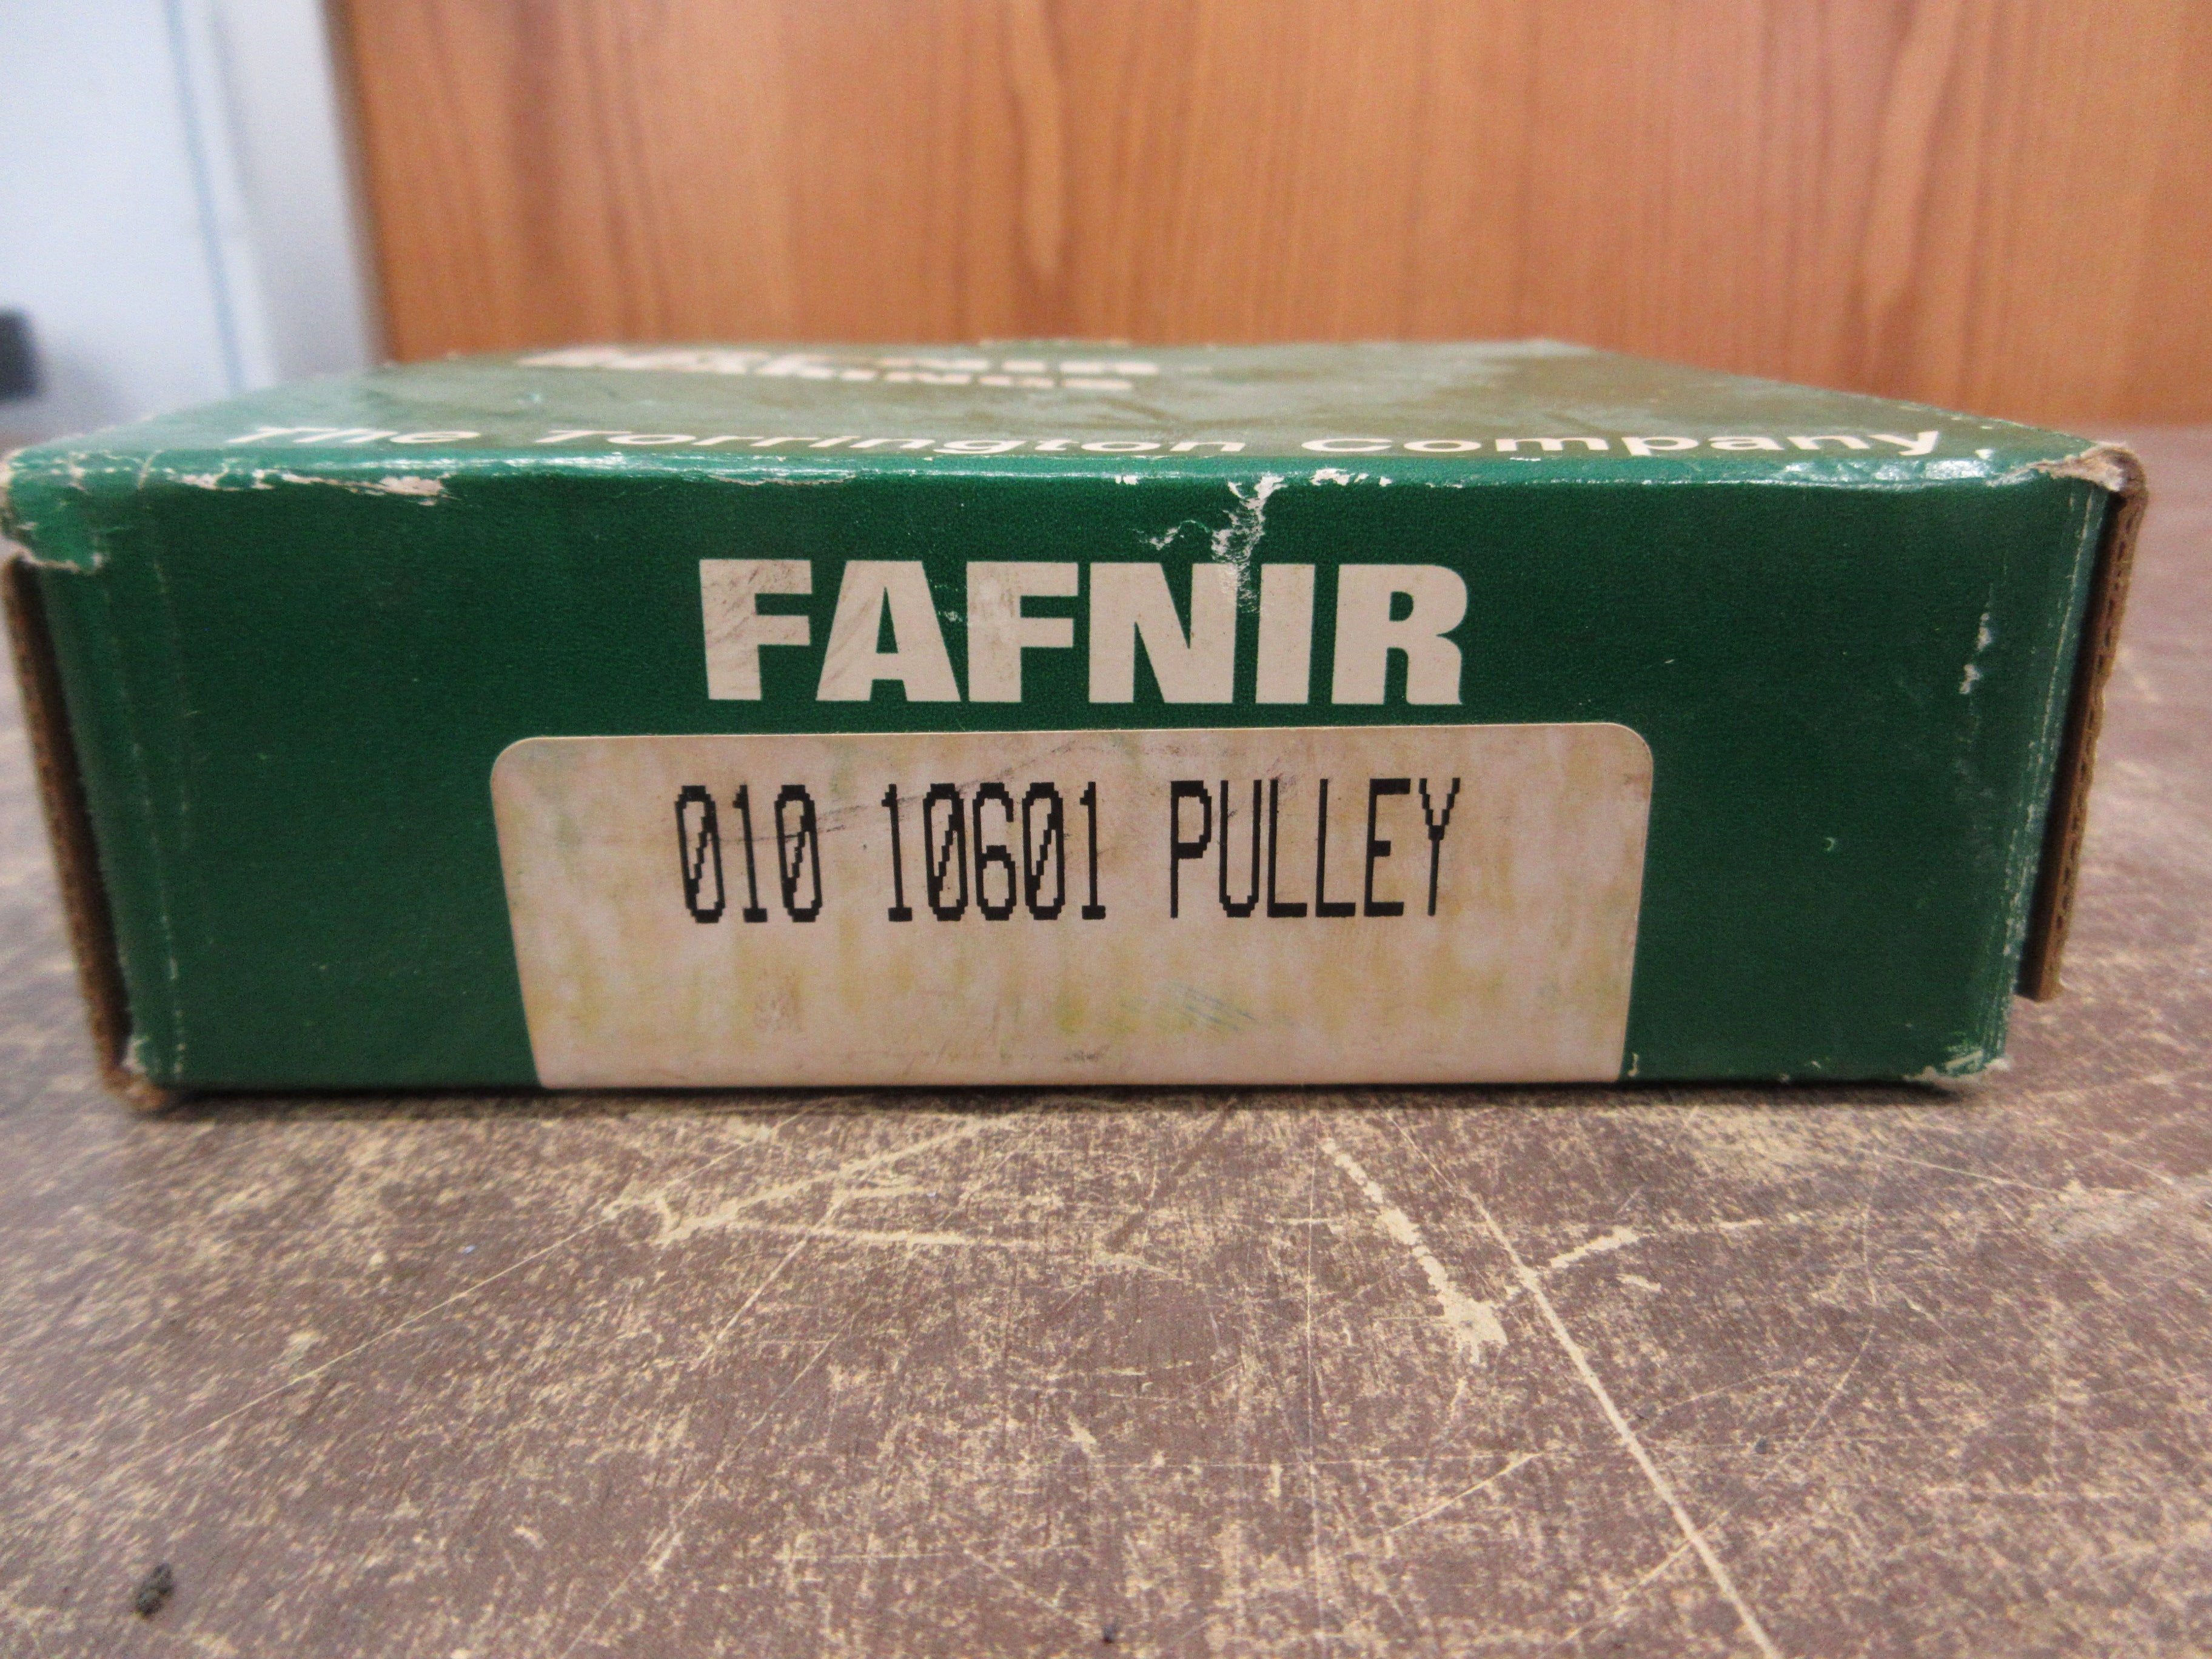 The Torrington Company,
FAFNIR
010 10601 PULLEY